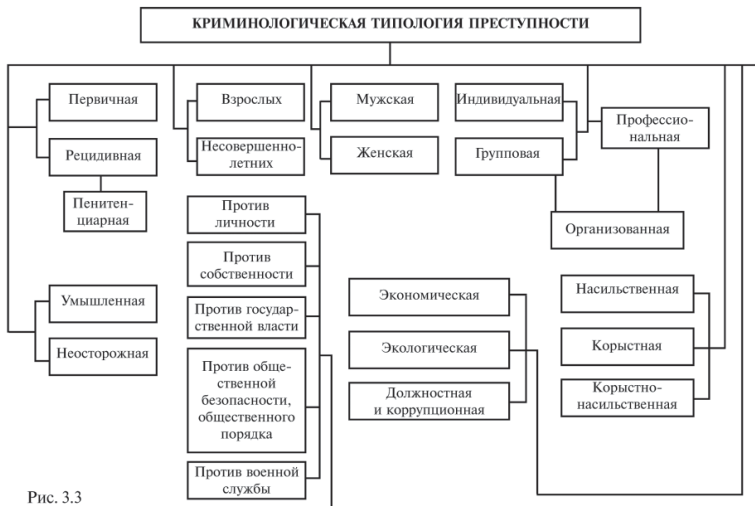 КРИМИНОЛОГИЧЕСКАЯ ТИПОЛОГИЯ ПРЕСТУПНОСТИ
Первичная
Рецидивная
Пенитен-
циарная
Взрослых
Несовершенно-
летних
Мужская
Женская
Индивидуальная
Групповая
Профессио-
нальная
Организованная
Умышленная
Неосторожная
Против
личности
Против
собственности
Против государ-
ственной власти
Против обще-
ственной
безопасности,
общественного
порядка
Против военной
службы
Экономическая
Экологическая
Должностная
и коррупционная
Насильственная
Корыстная
Корыстно-
насильственная
Рис. 3.3